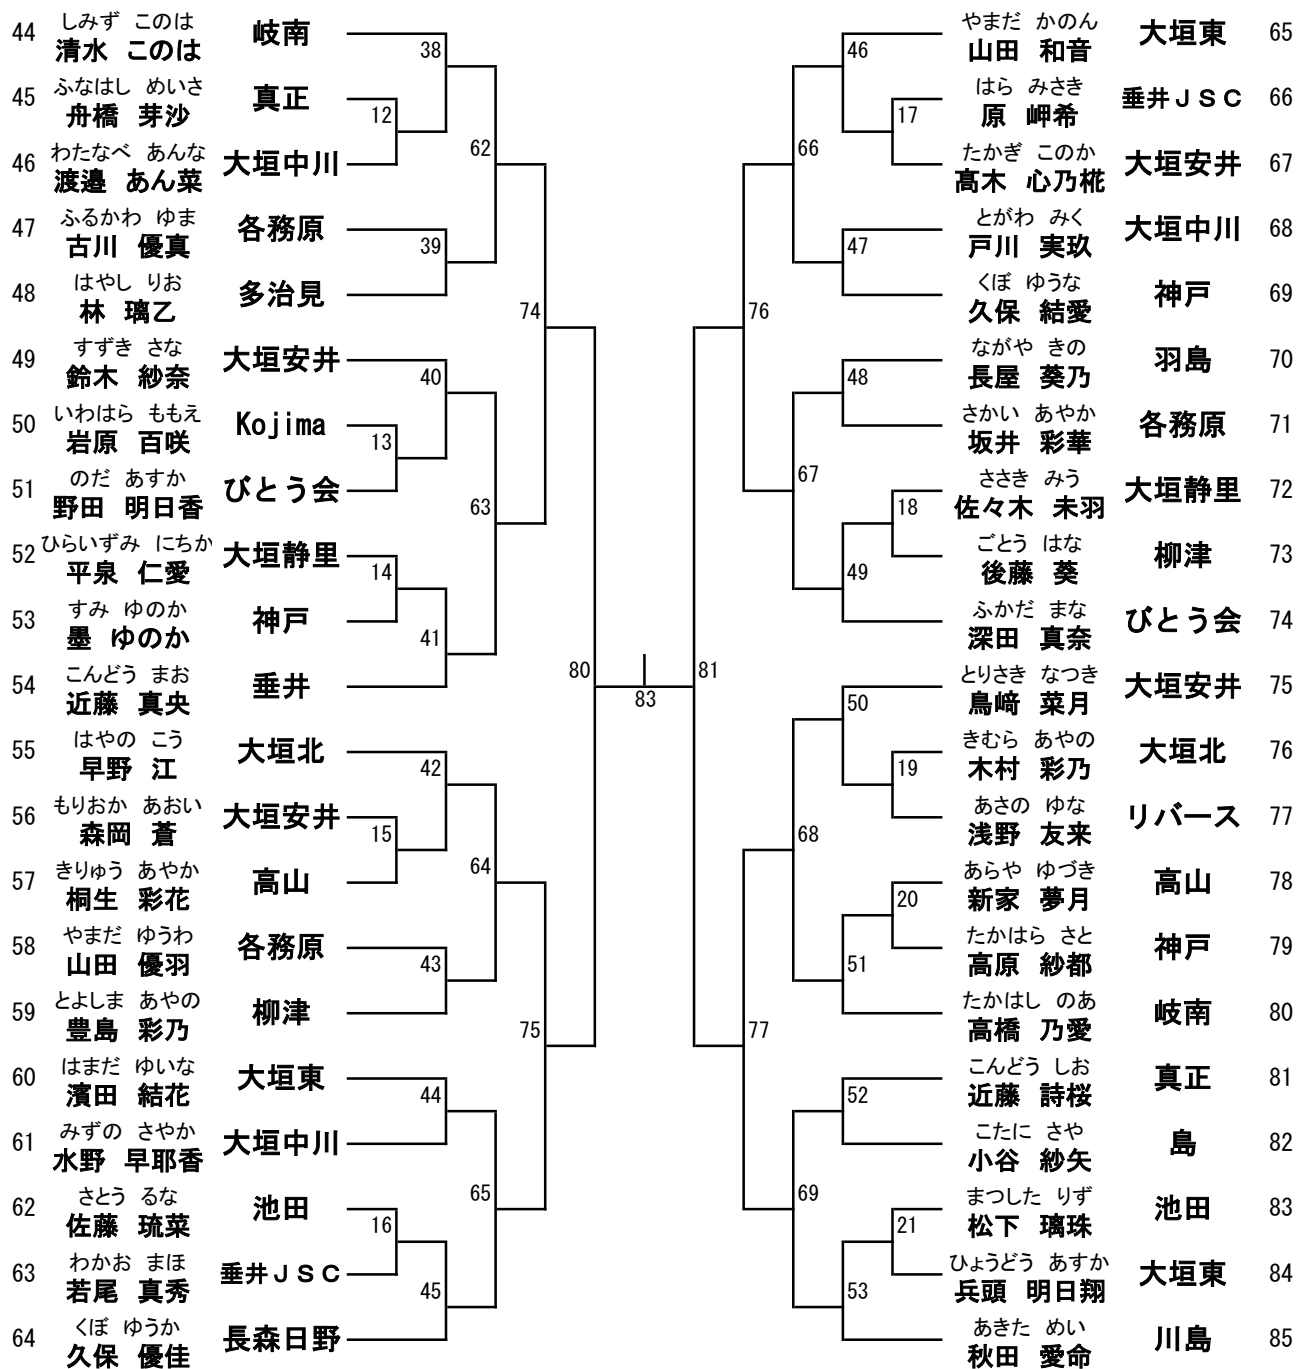 44 しみず このは 岐南
清水 このは
38
45 ふなはし めいさ 真正
舟橋 芽沙
12
46 わたなべ あんな 大垣中川
渡邉 あん菜
62
47 ふるかわ ゆま 各務原
古川 優真
39
48 はやし りお 多治見
林 璃乙
74
49 すずき さな 大垣安井
鈴木 紗奈
40
50 いわはら ももえ Kojima
岩原 百咲
13
51 のだ あすか びとう会
野田 明日香
63
52 ひらいずみ にちか 大垣静里
平泉 仁愛
14
53 すみ ゆのか 神戸
墨 ゆのか
41
54 こんどう まお 垂井
近藤 真央
80
55 はやの こう 大垣北
早野 江
42
56 もりおか あおい 大垣安井
森岡 蒼
15
57 きりゅう あやか 高山
桐生 彩花
64
58 やまだ ゆうわ 各務原
山田 優羽
43
59 とよしま あやの 柳津
豊島 彩乃
75
60 はまだ ゆいな 大垣東
濱田 結花
44
61 みずの さやか 大垣中川
水野 早耶香
65
62 さとう るな 池田
佐藤 琉菜
16
63 わかお まほ 垂井ＪＳＣ
若尾 真秀
45
64 くぼ ゆうか 長森日野
久保 優佳
83
やまだ かのん 大垣東 65
山田 和音
46
はら みさき 垂井ＪＳＣ 66
原 岬希
17
たかぎ このか 大垣安井 67
髙木 心乃椛
66
とがわ みく 大垣中川 68
戸川 実玖
47
くぼ ゆうな 神戸 69
久保 結愛
76
ながや きの 羽島 70
長屋 葵乃
48
さかい あやか 各務原 71
坂井 彩華
67
ささき みう 大垣静里 72
佐々木 未羽
18
ごとう はな 柳津 73
後藤 葵
49
ふかだ まな びとう会 74
深田 真奈
81
とりさき なつき 大垣安井 75
鳥﨑 菜月
50
きむら あやの 大垣北 76
木村 彩乃
19
あさの ゆな リバース 77
浅野 友来
68
あらや ゆづき 高山 78
新家 夢月
20
たかはら さと 神戸 79
高原 紗都
51
たかはし のあ 岐南 80
高橋 乃愛
77
こんどう しお 真正 81
近藤 詩桜
52
こたに さや 島 82
小谷 紗矢
69
まつした りず 池田 83
松下 璃珠
21
ひょうどう あすか 大垣東 84
兵頭 明日翔
53
あきた めい 川島 85
秋田 愛命